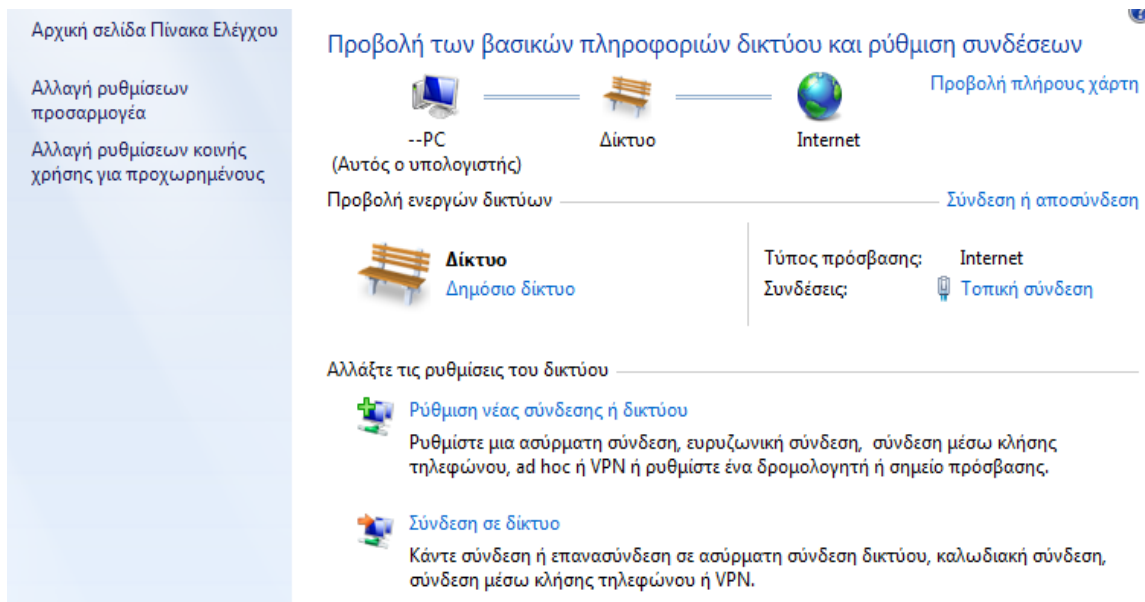 Αρχική σελίδα Πίνακα Ελέγχου
Αλλαγή ρυθμίσεων
προσαρμογέα
Αλλαγή ρυθμίσεων κοινής
χρήσης για προχωρημένους
Προβολή των βασικών πληροφοριών δικτύου και ρύθμιση συνδέσεων
Προβολή πλήρους χάρτη
--PC
(Αυτός ο υπολογιστής)
Δίκτυο
Internet
Προβολή ενεργών δικτύων
Σύνδεση ή αποσύνδεση
Δίκτυο
Δημόσιο δίκτυο
Τύπος πρόσβασης: Internet
Συνδέσεις: Τοπική σύνδεση
Αλλάξτε τις ρυθμίσεις του δικτύου
Ρύθμιση νέας σύνδεσης ή δικτύου
Ρυθμίστε μια ασύρματη σύνδεση, ευρυζωνική σύνδεση, σύνδεση μέσω κλήσης
τηλεφώνου, ad hoc ή VPN ή ρυθμίστε ένα δρομολογητή ή σημείο πρόσβασης.
Σύνδεση σε δίκτυο
Κάντε σύνδεση ή επανασύνδεση σε ασύρματη σύνδεση δικτύου, καλωδιακή σύνδεση,
σύνδεση μέσω κλήσης τηλεφώνου ή VPN.